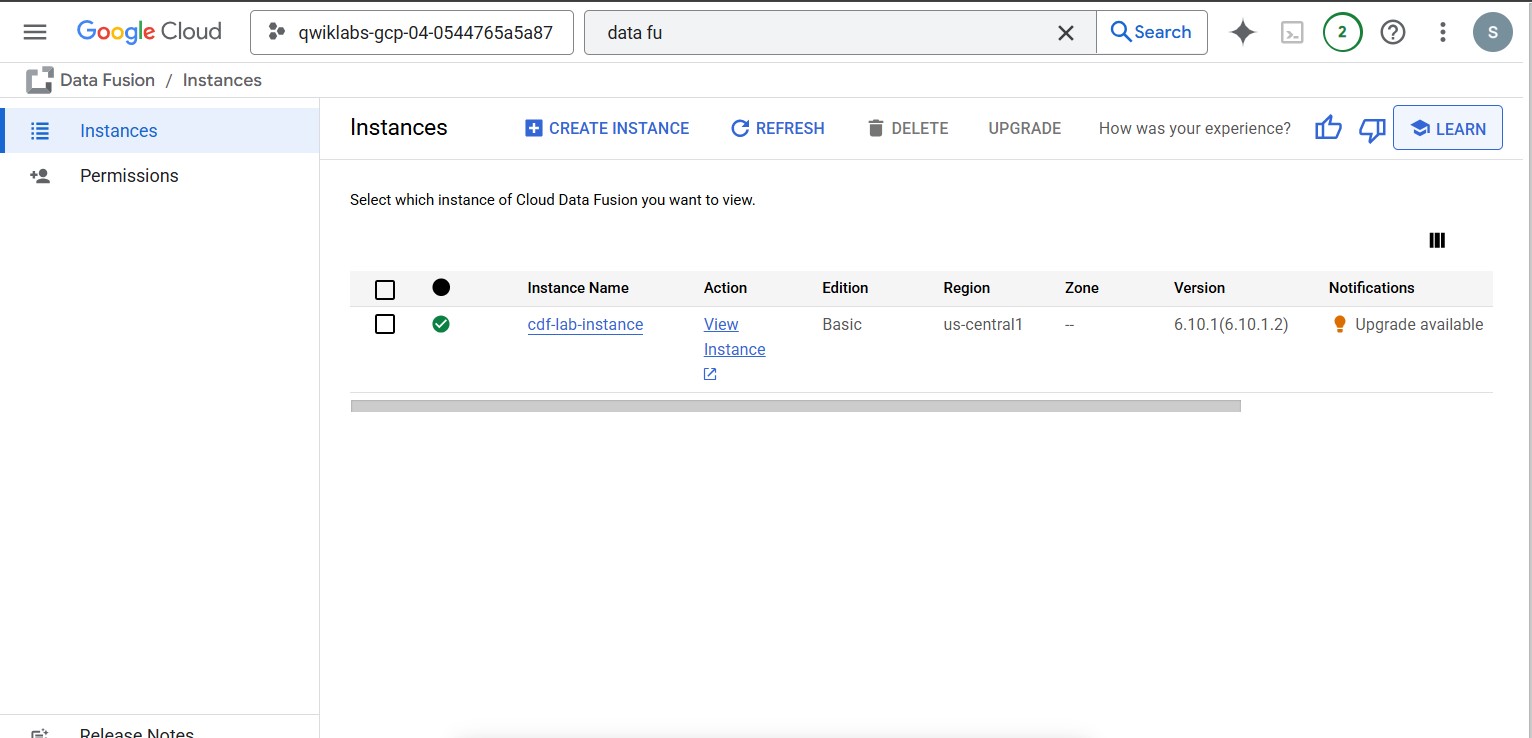 Google Cloud
qwiklabs-gcp-04-0544765a5a87
data fu
Search
2
S
Data Fusion / Instances
Instances
Permissions
Release Notes
Instances
CREATE INSTANCE
REFRESH
DELETE
UPGRADE
How was your experience?
LEARN
Select which instance of Cloud Data Fusion you want to view.
Instance Name Action Edition Region Zone Version Notifications
cdf-lab-instance View Basic us-central1 -- 6.10.1(6.10.1.2) Upgrade available
Instance